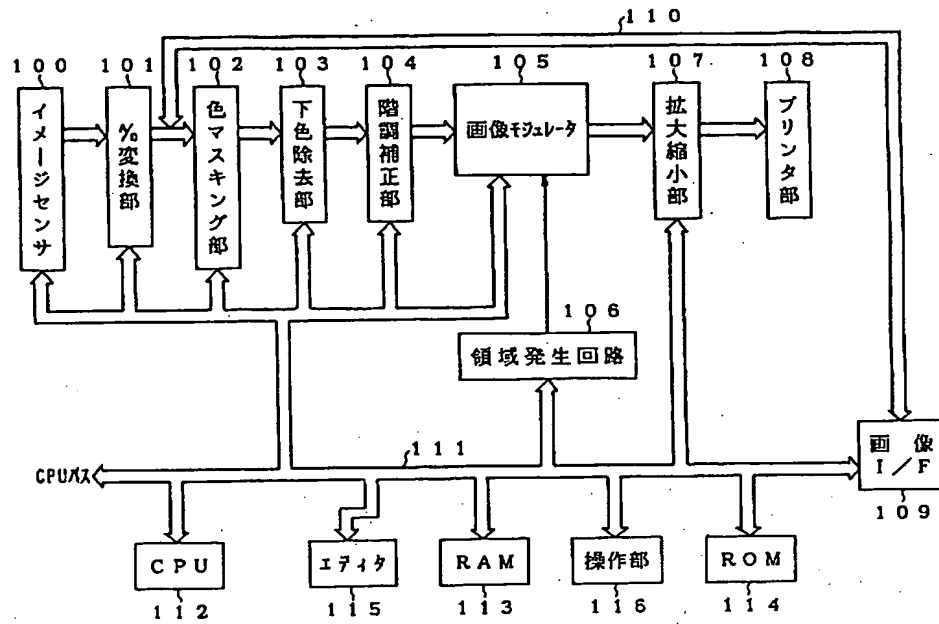 110
100
101
102
103
104
105
107
108
イメージセンサ
A/D変換部
色マスキング部
下色除去部
階調補正部
画像モジュレータ
拡大縮小部
プリンタ部
106
領域発生回路
111
CPUバス
画像
I/F
109
CPU
エディタ
RAM
操作部
ROM
112
115
113
116
114